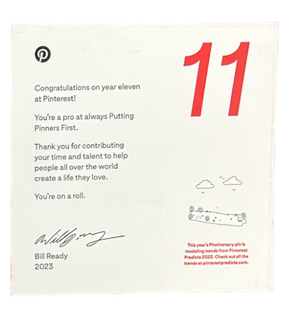 11
Congratulations on year eleven
at Pinterest!
You're a pro at always Putting
Pinners First.
Thank you for contributing
your time and talent to help
people all over the world
create a life they love.
You're on a roll.
Bill Ready
2023
This year's Pinniversary pin is
modeling trends from Pinterest
Predicts 2023. Check out all the
trends at pinterestpredicts.com.